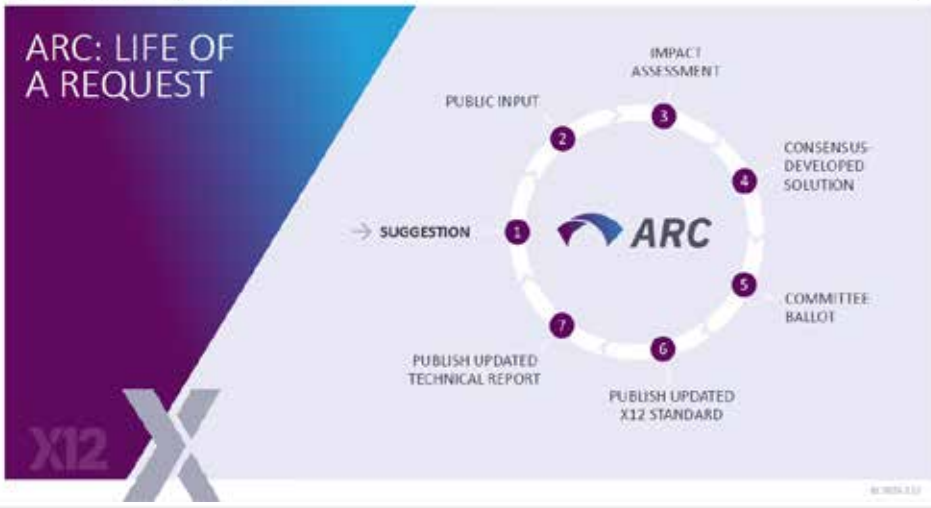 ARC: LIFE OF
A REQUEST
IMPACT
ASSESSMENT
PUBLIC INPUT
3
2
CONSENSUS-
DEVELOPED
SOLUTION
4
→ SUGGESTION
1
ARC
5
COMMITTEE
BALLOT
7
6
PUBLISH UPDATED
TECHNICAL REPORT
PUBLISH UPDATED
X12 STANDARD
X12